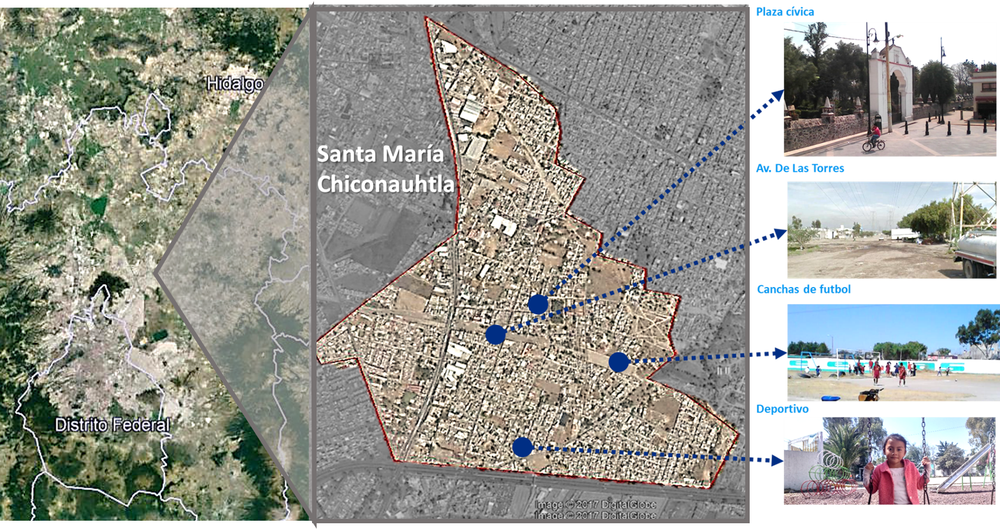 Hidalgo
Distrito Federal
Santa María
Chiconauhtla
Image © 2017 DigitalGlobe
Image © 2017 DigitalGlobe
Plaza cívica
Av. De Las Torres
Canchas de futbol
Deportivo